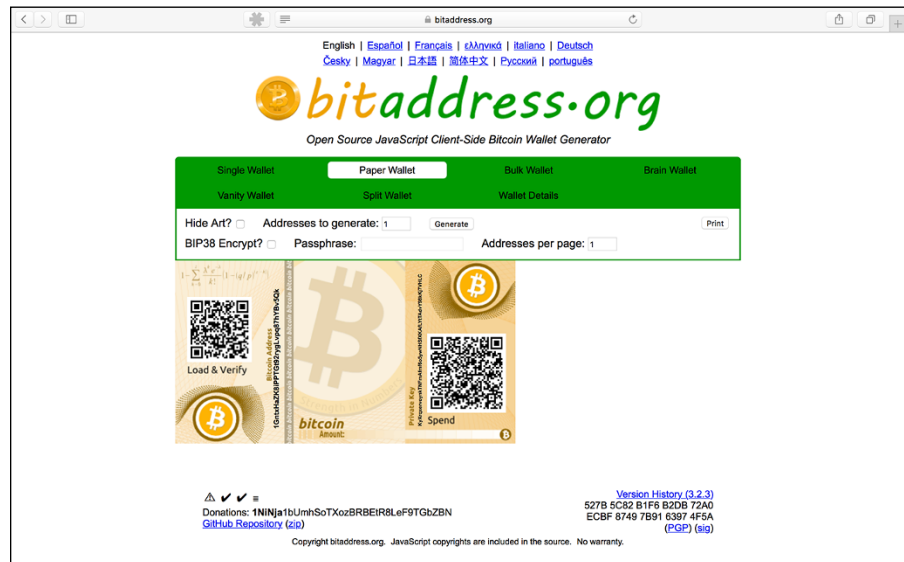 bitaddress.org
English | Español | Français | ελληνικά | italiano | Deutsch
Česky | Magyar | 日本語 | 简体中文 | Русский | português
bitaddress.org
Open Source JavaScript Client-Side Bitcoin Wallet Generator
Single Wallet Paper Wallet Bulk Wallet Brain Wallet
Vanity Wallet Split Wallet Wallet Details
Hide Art? Addresses to generate: 1 Generate Print
BIP38 Encrypt? Passphrase: Addresses per page: 1
Load & Verify
Bitcoin Address
bitcoin
Amount:
Private Key
Spend
Donations: 1NiNja1bUmhSoTXozBRBEtR8LeF9TGbZBN
GitHub Repository (zip)
Version History (3.2.3)
527B 5C82 B1F6 B2DB 72A0
ECBF 8749 7B91 6397 4F5A
(PGP) (sig)
Copyright bitaddress.org. JavaScript copyrights are included in the source. No warranty.